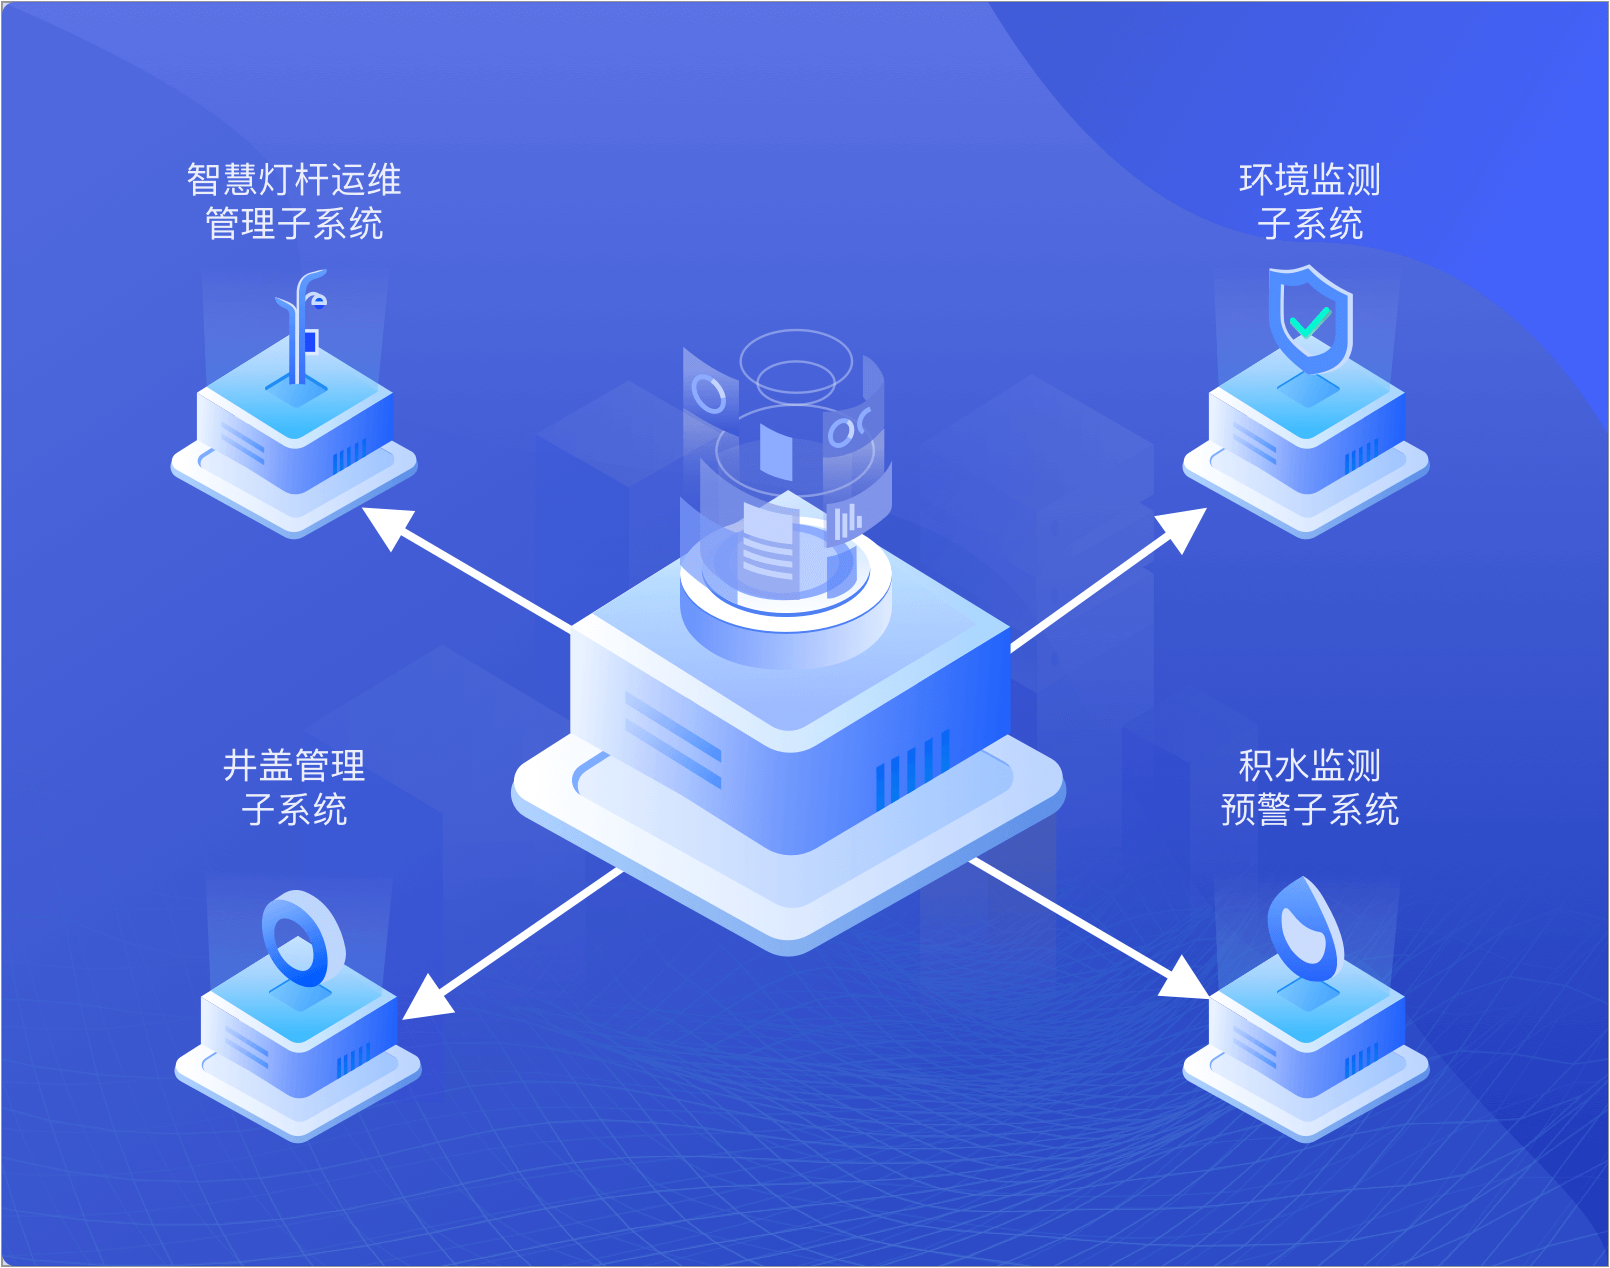 智慧灯杆运维
管理子系统
环境监测
子系统
井盖管理
子系统
积水监测
预警子系统